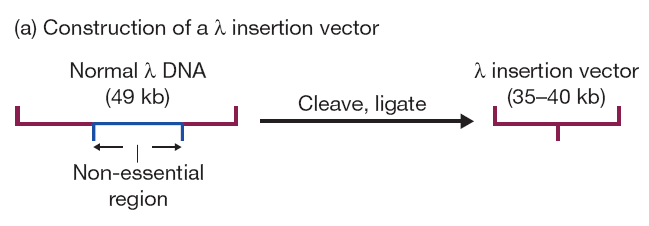 (a) Construction of a λ insertion vector
Normal λ DNA
(49 kb)
Cleave, ligate
λ insertion vector
(35–40 kb)
Non-essential
region